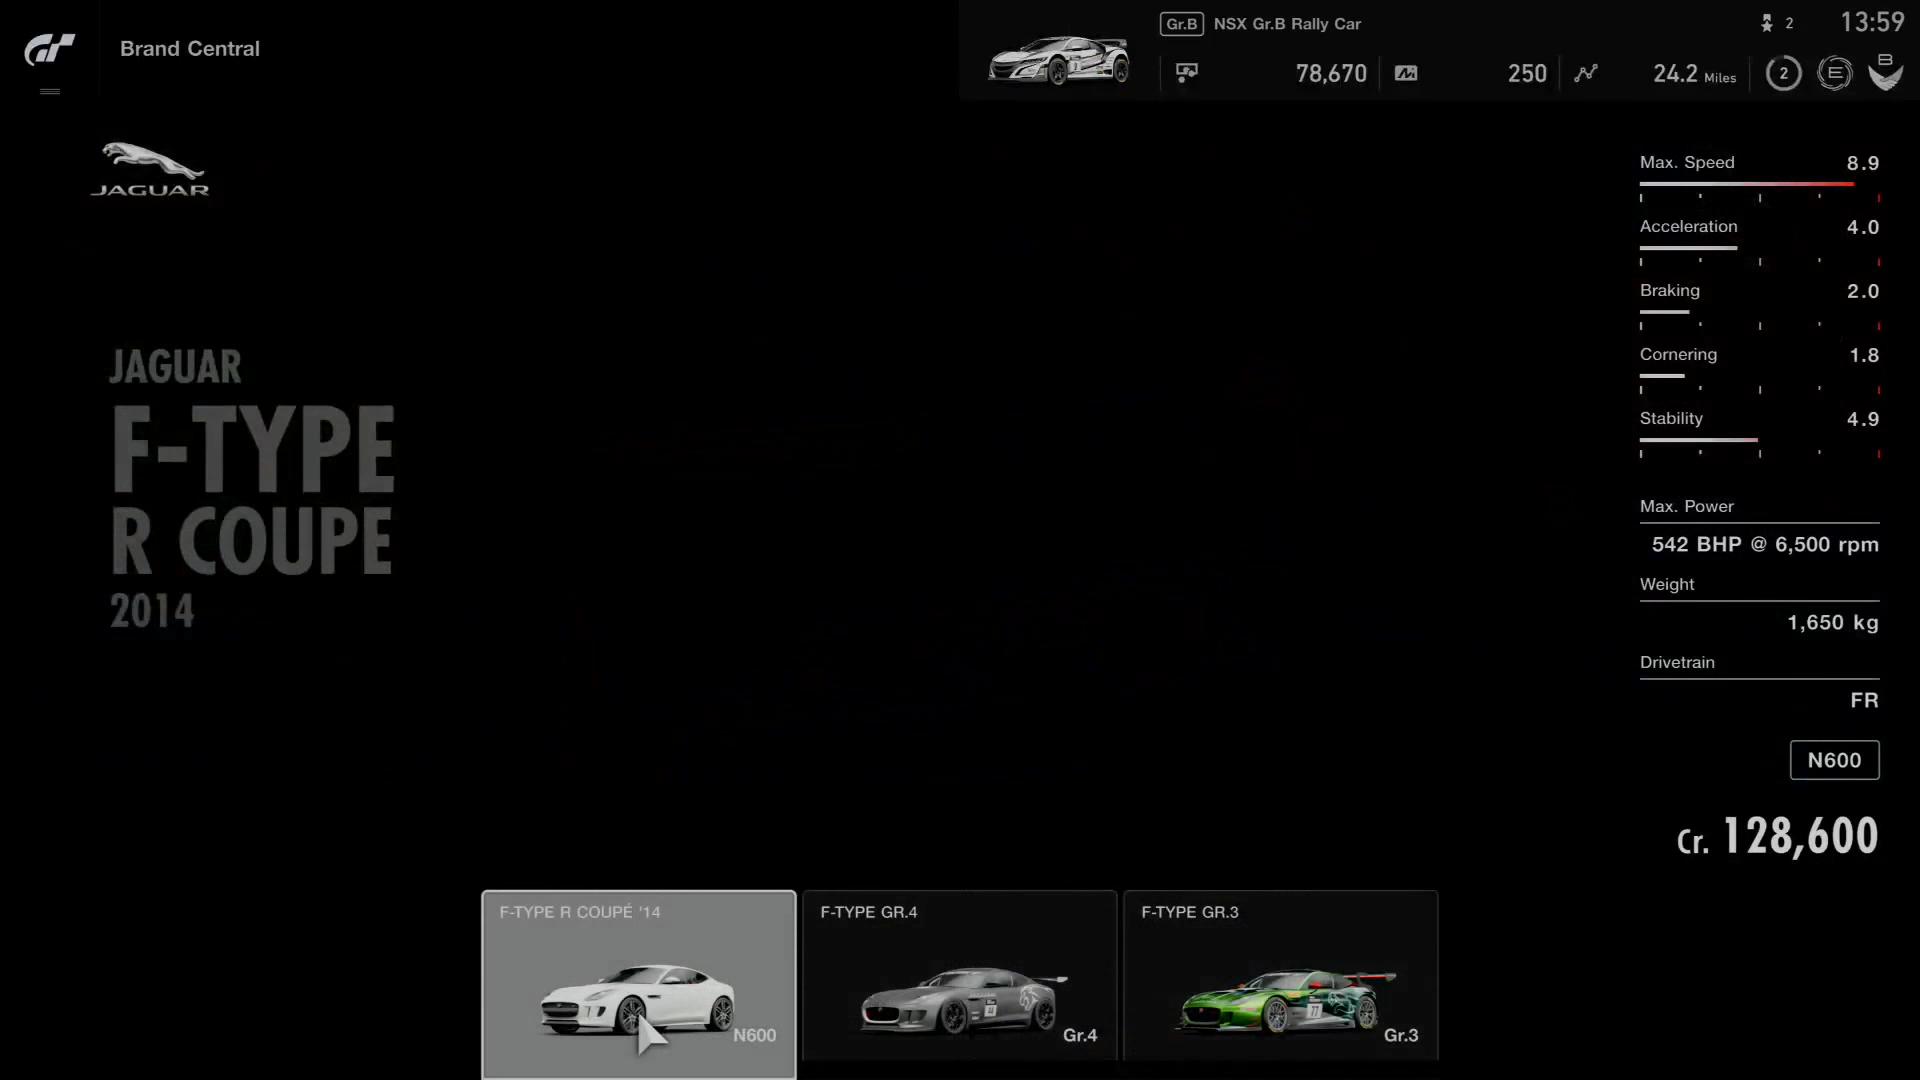 Brand Central
Gr.B NSX Gr.B Rally Car
2 13:59
78,670 250 24.2 Miles 2 E B
JAGUAR
JAGUAR
F-TYPE
R COUPE
2014
Max. Speed 8.9
Acceleration 4.0
Braking 2.0
Cornering 1.8
Stability 4.9
Max. Power
542 BHP @ 6,500 rpm
Weight
1,650 kg
Drivetrain
FR
N600
Cr. 128,600
F-TYPE R COUPÉ '14
N600
F-TYPE GR.4
Gr.4
F-TYPE GR.3
77
Gr.3